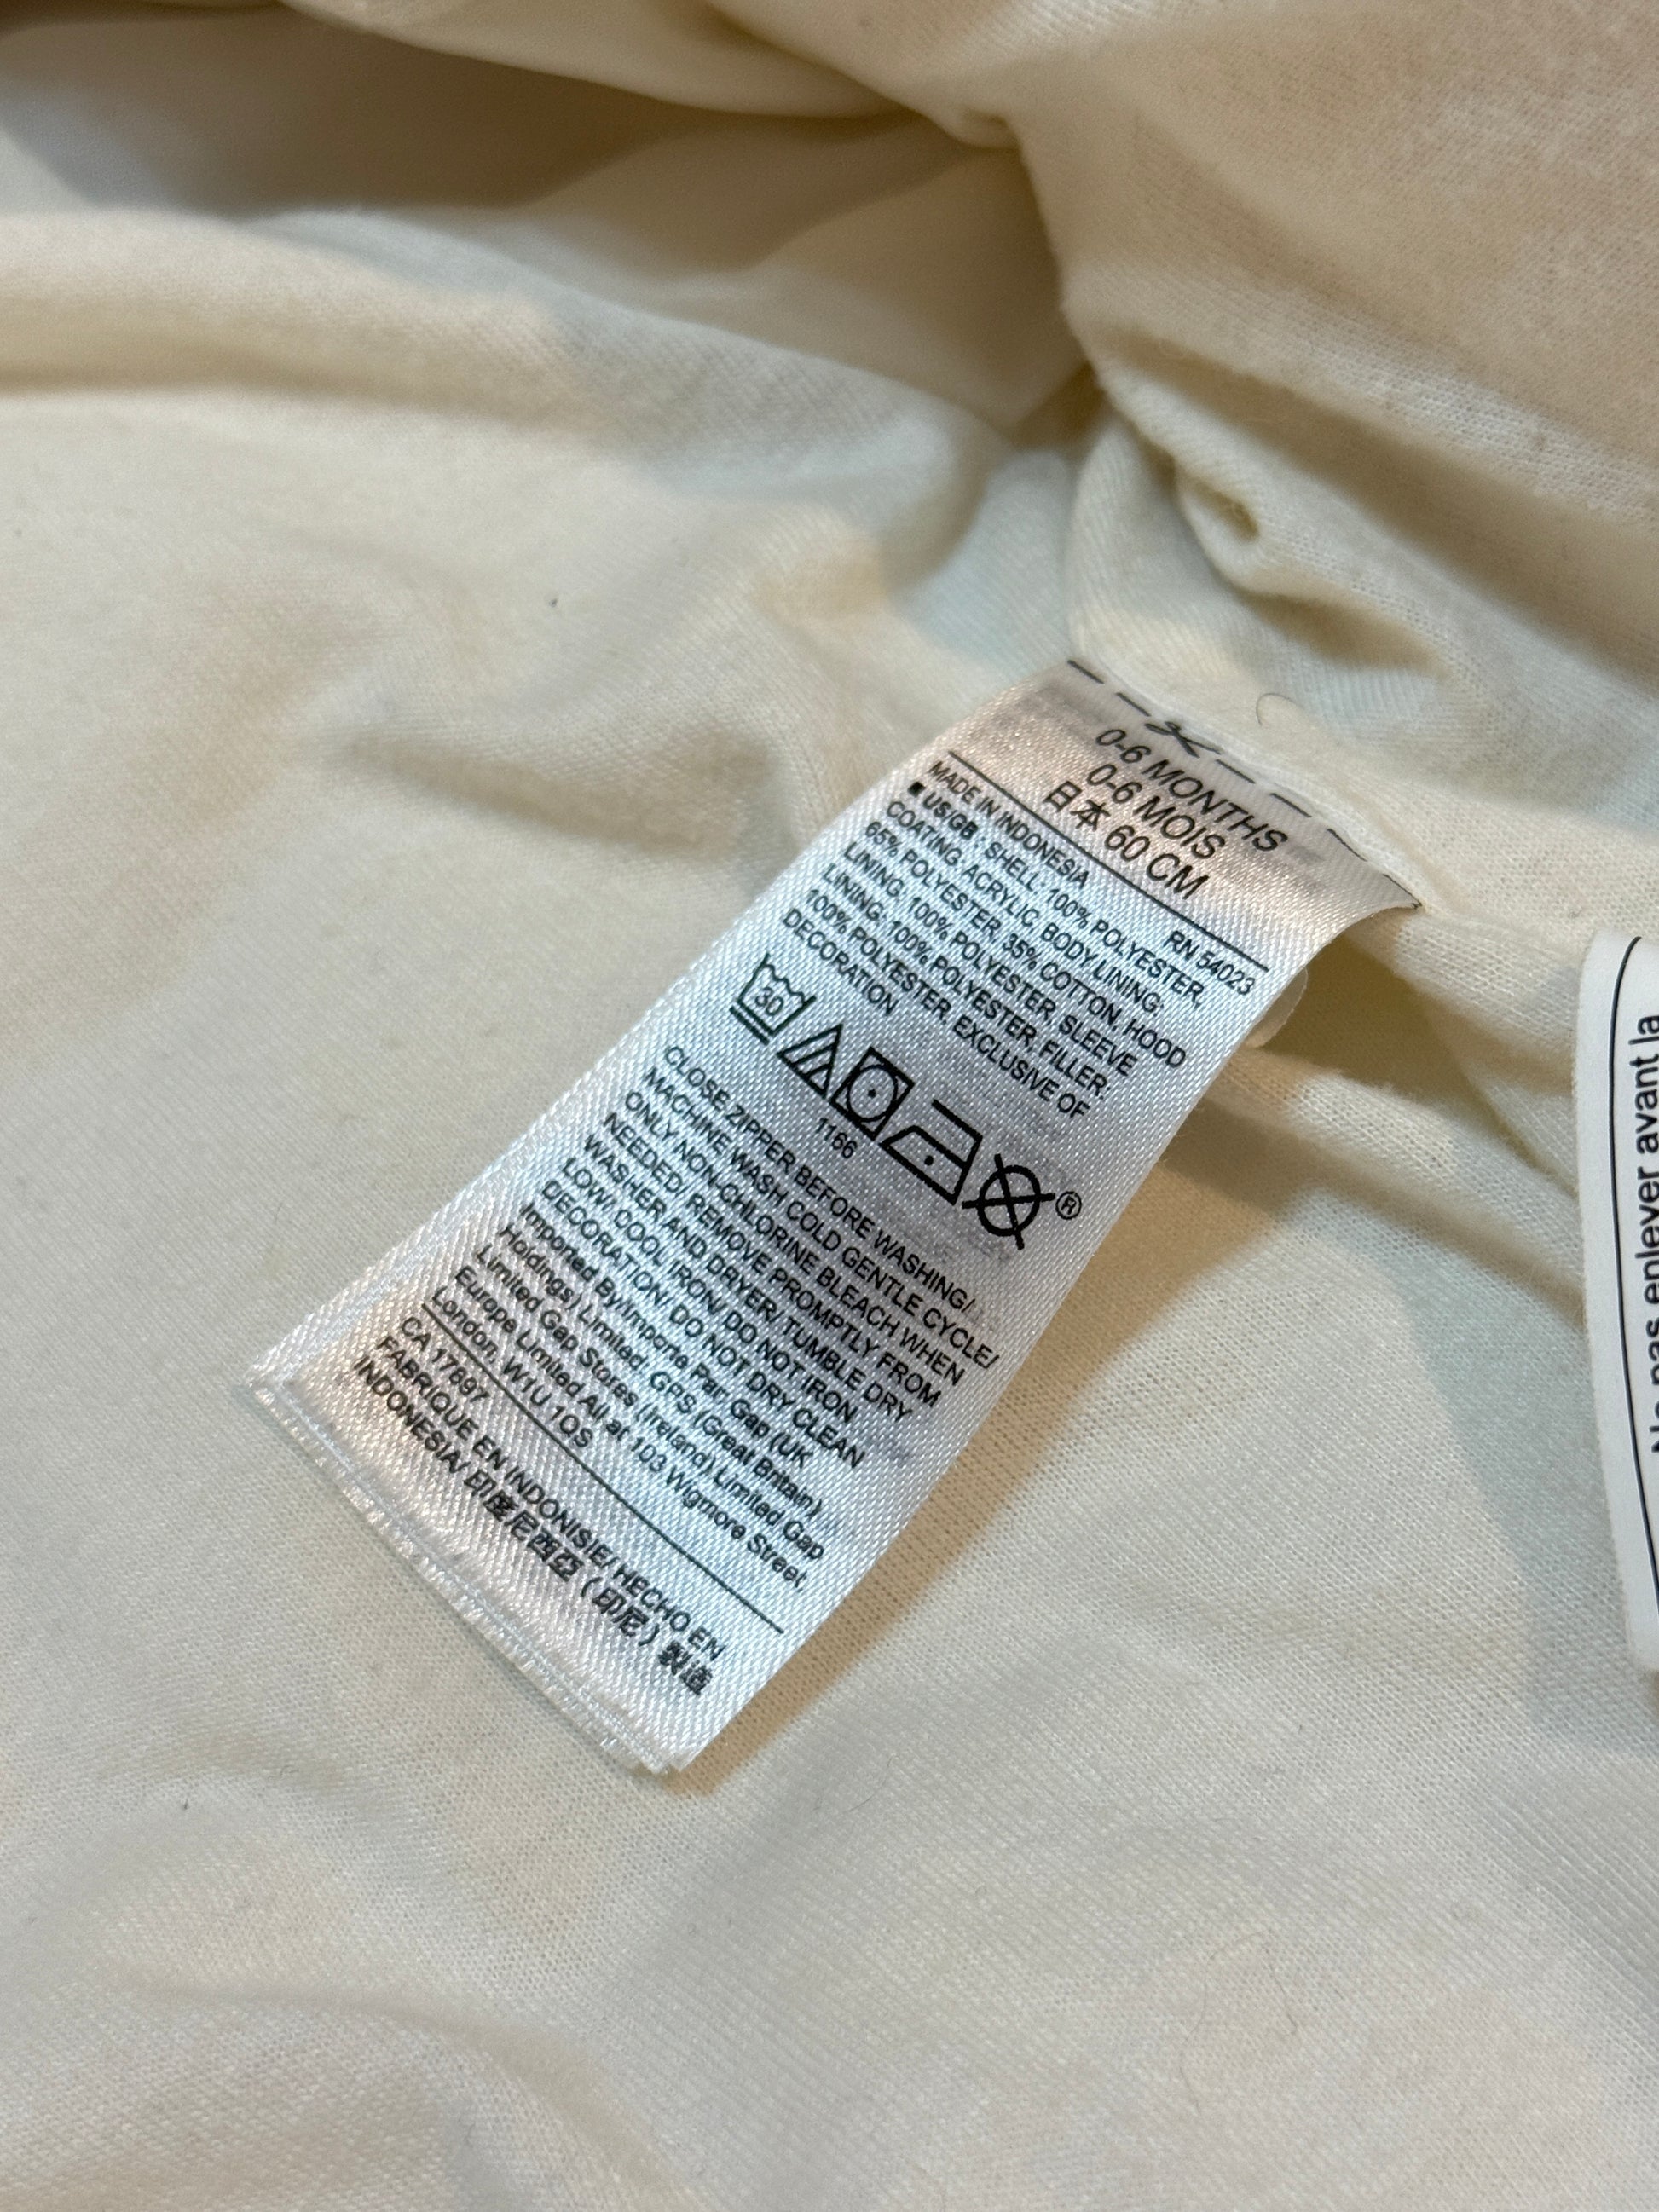 0-6 MONTHS
0-6 MOIS
日本 60 CM
MADE IN INDONESIA
RN 54023
■ US/GB : SHELL: 100% POLYESTER,
COATING: ACRYLIC, BODY LINING:
65% POLYESTER, 35% COTTON, HOOD
LINING: 100% POLYESTER, SLEEVE
LINING: 100% POLYESTER, FILLER:
100% POLYESTER, EXCLUSIVE OF
DECORATION
30
®
1166
CLOSE ZIPPER BEFORE WASHING/
MACHINE WASH COLD GENTLE CYCLE/
ONLY NON-CHLORINE BLEACH WHEN
NEEDED/ REMOVE PROMPTLY FROM
WASHER AND DRYER/ TUMBLE DRY
LOW/ COOL IRON/ DO NOT IRON
DECORATION/ DO NOT DRY CLEAN
Imported By/Importe Par: Gap (UK
Holdings) Limited, GPS (Great Britain)
Limited Gap Stores (Ireland) Limited Gap
Europe Limited All at 103 Wigmore Street,
London, W1U 1QS
CA 17897
FABRIQUE EN INDONISIE/ HECHO EN
INDONESIA/ 印度尼西亞 (印尼) 製造
Ne pas enlever avant la